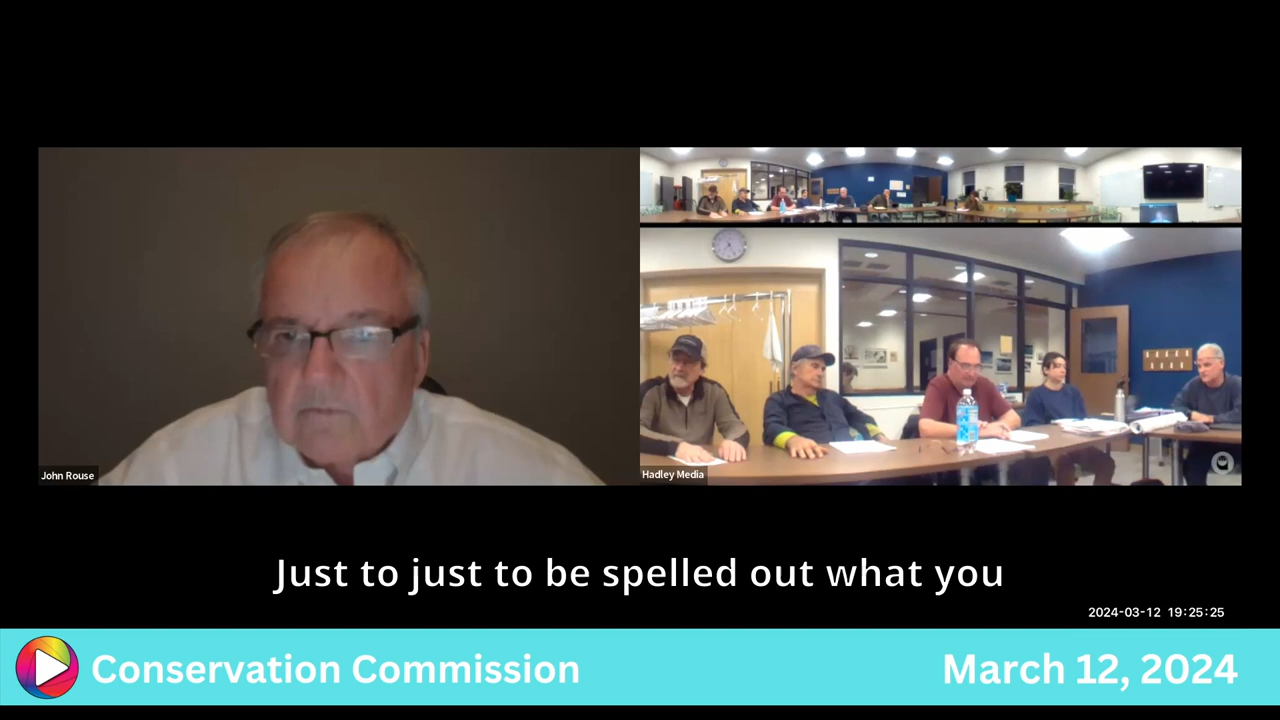 John Rouse
Hadley Media
Just to just to be spelled out what you
2024-03-12 19:25:25
Conservation Commission
March 12, 2024